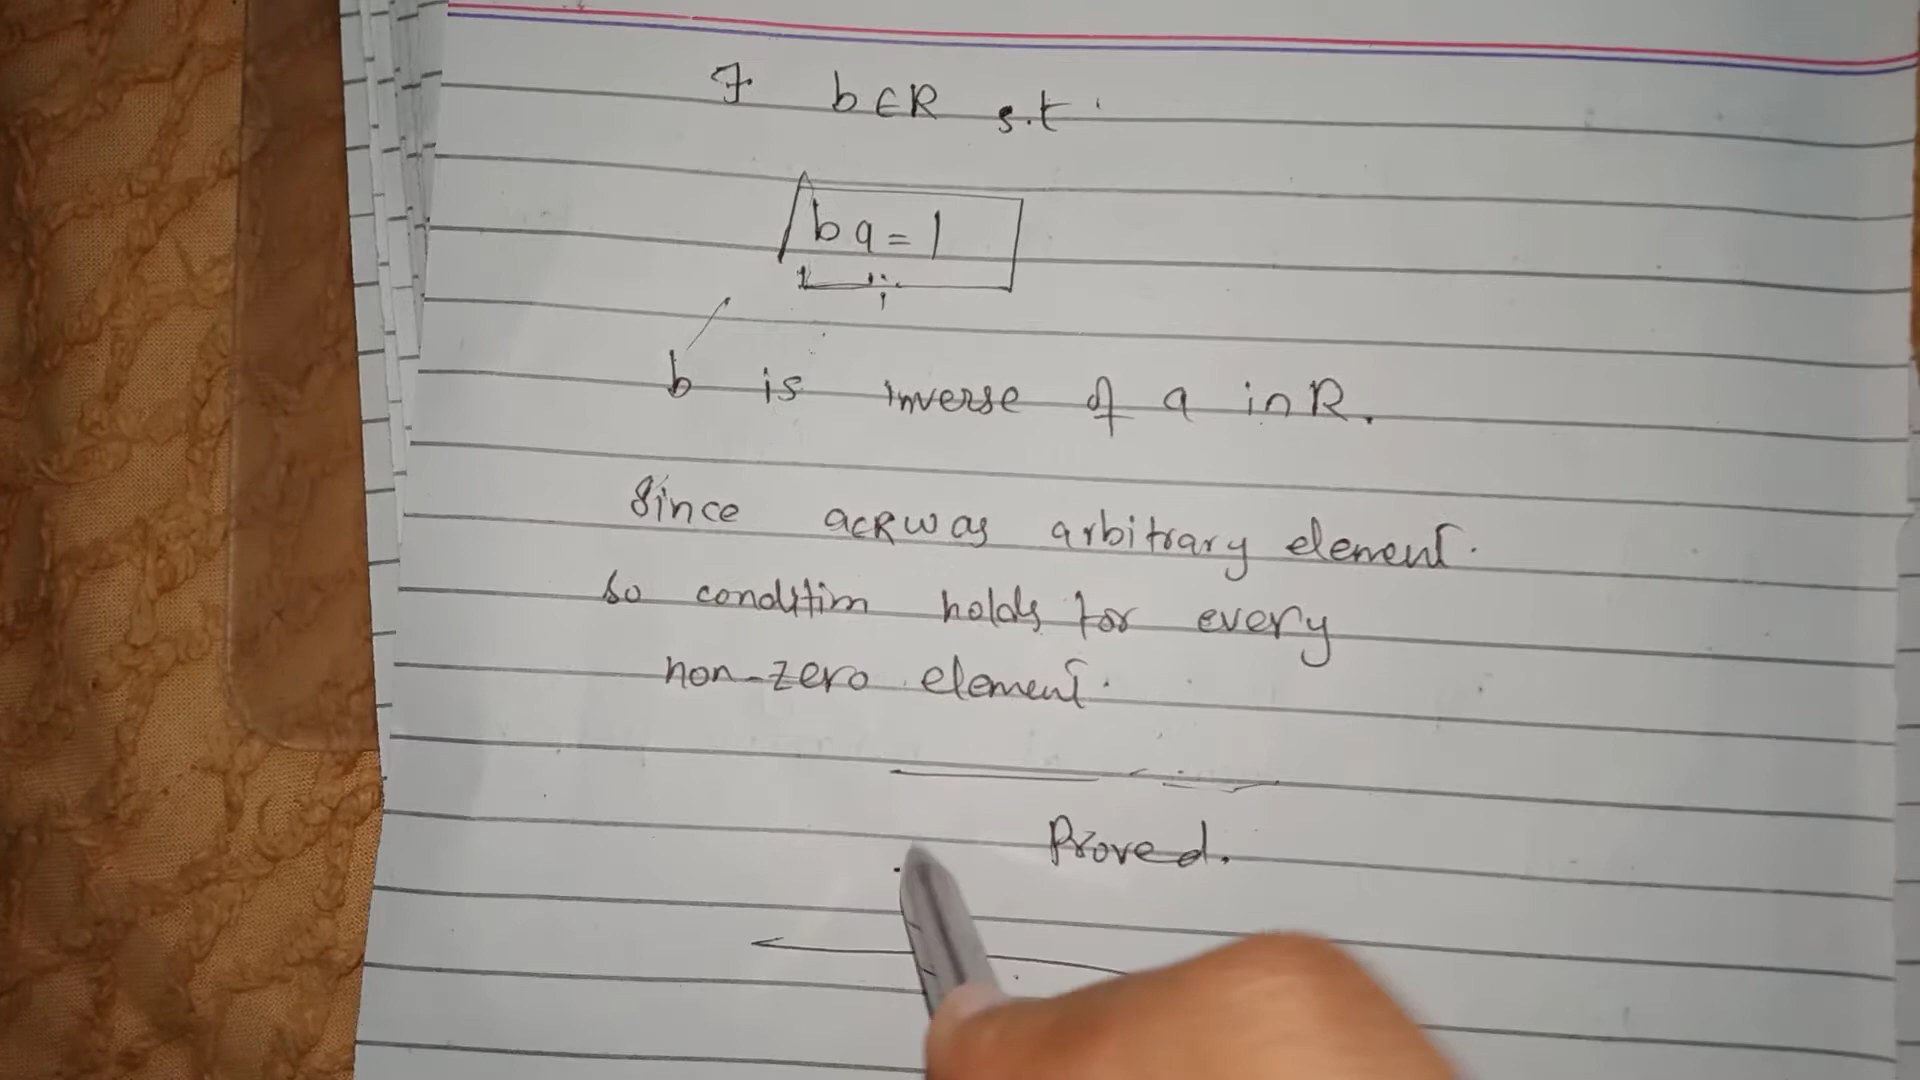 ∃ b∈R s.t
ba=1
b is inverse of a in R.
Since a∈R was arbitrary element.
so condition holds for every
non-zero element.
Proved.